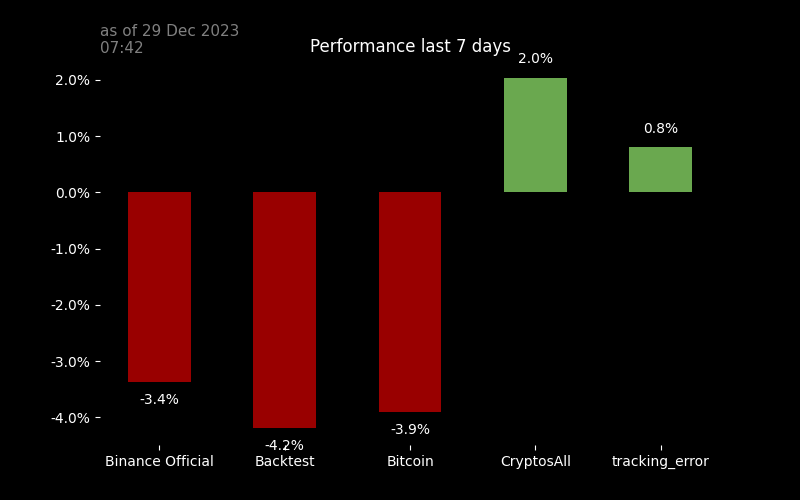 as of 29 Dec 2023
07:42
Performance last 7 days
2.0%
2.0%
1.0%
0.8%
0.0%
-1.0%
-2.0%
-3.0%
-3.4%
-4.0%
-3.9%
-4.2%
Binance Official
Backtest
Bitcoin
CryptosAll
tracking_error